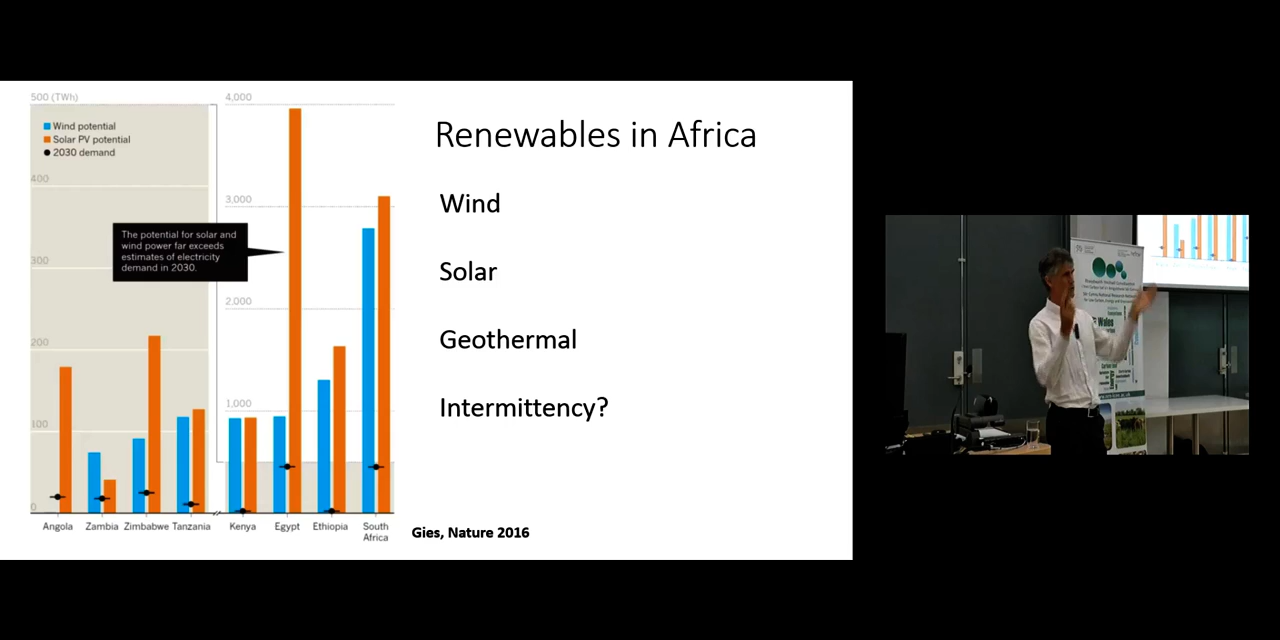 500 (TWh)
Wind potential
Solar PV potential
2030 demand
400
300
200
100
0
The potential for solar and
wind power far exceeds
estimates of electricity
demand in 2030.
4,000
3,000
2,000
1,000
Angola
Zambia
Zimbabwe
Tanzania
Kenya
Egypt
Ethiopia
South
Africa
Renewables in Africa
Wind
Solar
Geothermal
Intermittency?
Gies, Nature 2016
Wales